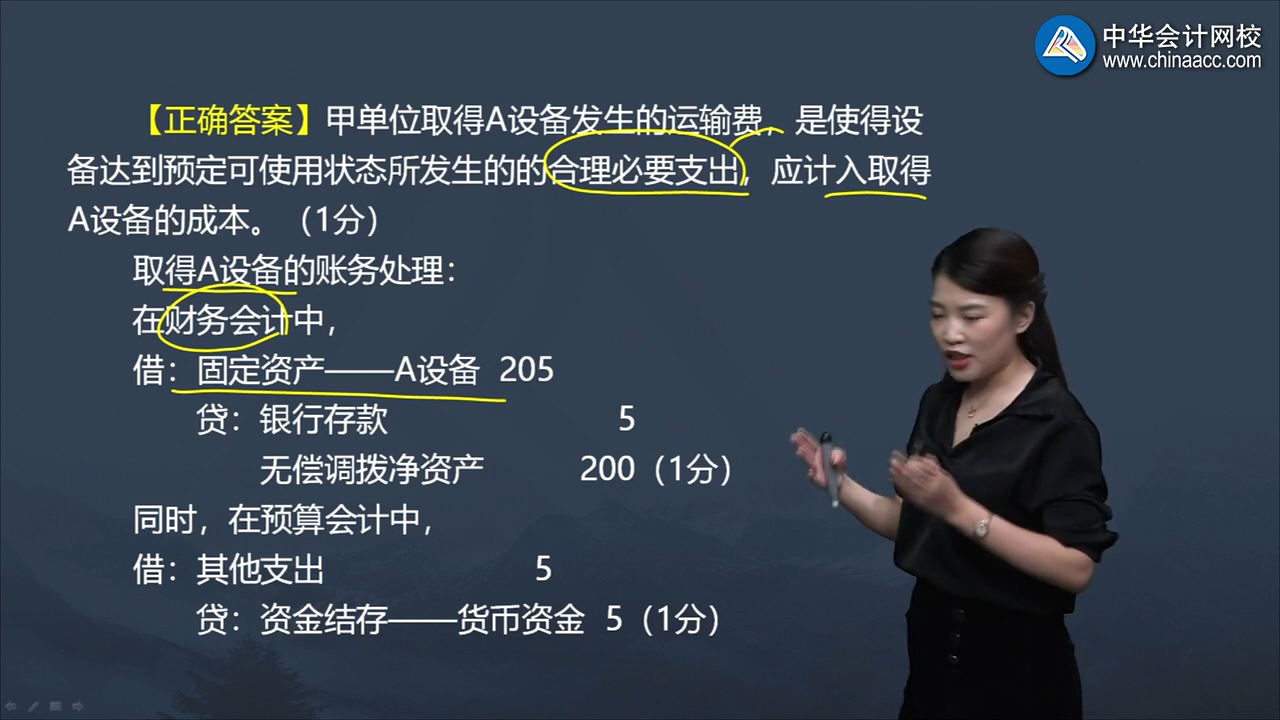 中华会计网校
www.chinaacc.com
【正确答案】甲单位取得A设备发生的运输费，是使得设
备达到预定可使用状态所发生的的合理必要支出，应计入取得
A设备的成本。（1分）
取得A设备的账务处理：
在财务会计中，
借：固定资产——A设备 205
贷：银行存款 5
无偿调拨净资产 200（1分）
同时，在预算会计中，
借：其他支出 5
贷：资金结存——货币资金 5（1分）